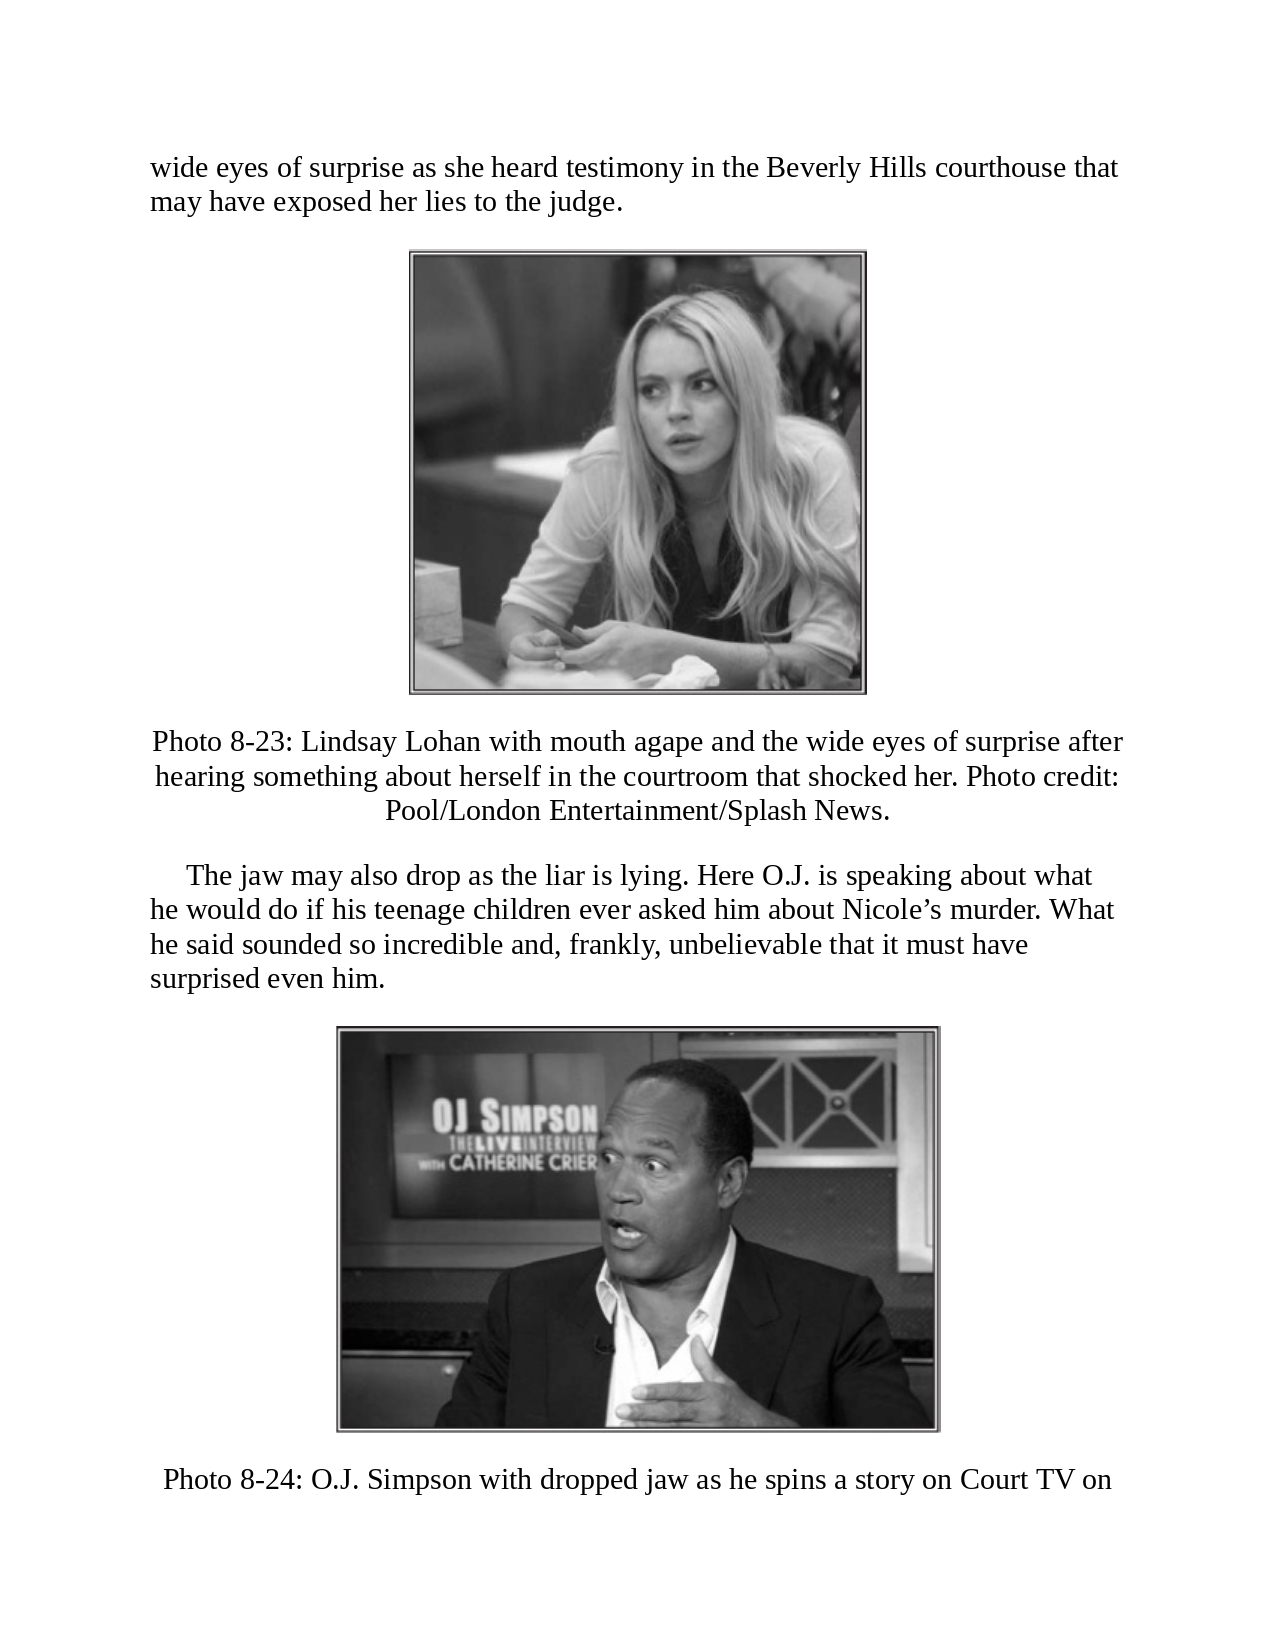 wide eyes of surprise as she heard testimony in the Beverly Hills courthouse that
may have exposed her lies to the judge.
Photo 8-23: Lindsay Lohan with mouth agape and the wide eyes of surprise after
hearing something about herself in the courtroom that shocked her. Photo credit:
Pool/London Entertainment/Splash News.
The jaw may also drop as the liar is lying. Here O.J. is speaking about what
he would do if his teenage children ever asked him about Nicole’s murder. What
he said sounded so incredible and, frankly, unbelievable that it must have
surprised even him.
OJ SIMPSON
THE LIVE INTERVIEW
WITH CATHERINE CRIER
Photo 8-24: O.J. Simpson with dropped jaw as he spins a story on Court TV on